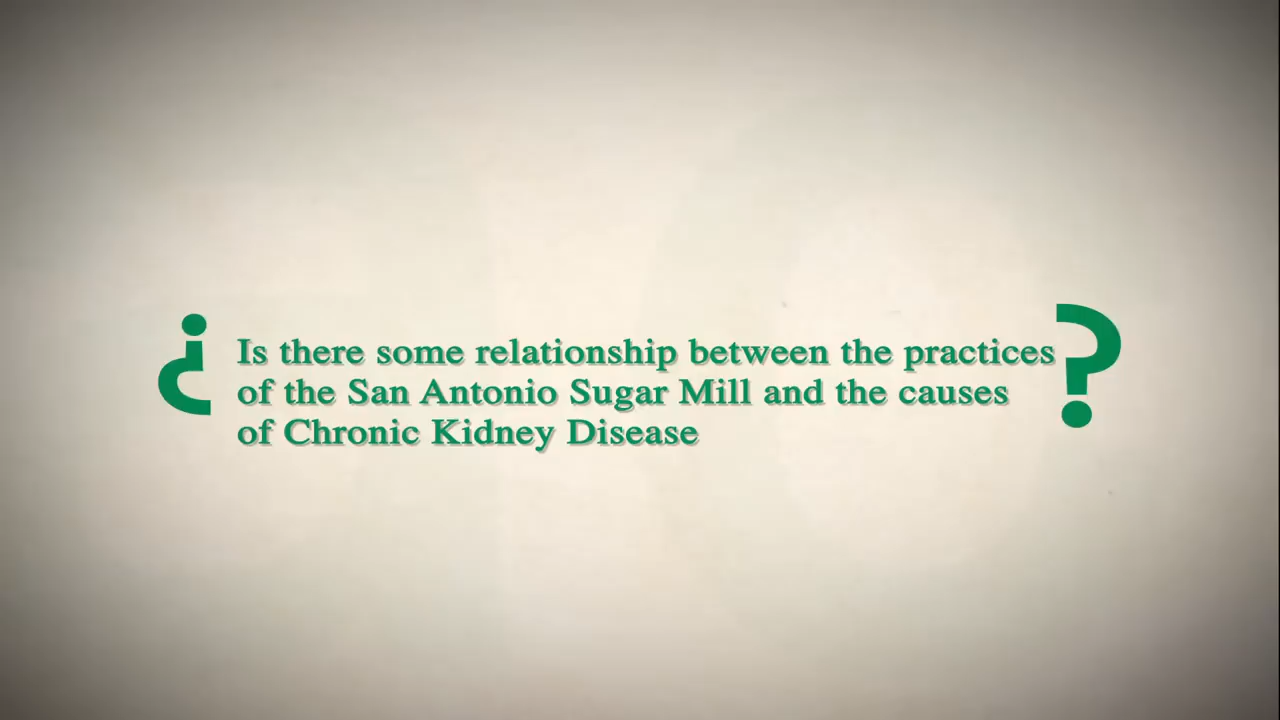 ¿Is there some relationship between the practices?
of the San Antonio Sugar Mill and the causes
of Chronic Kidney Disease